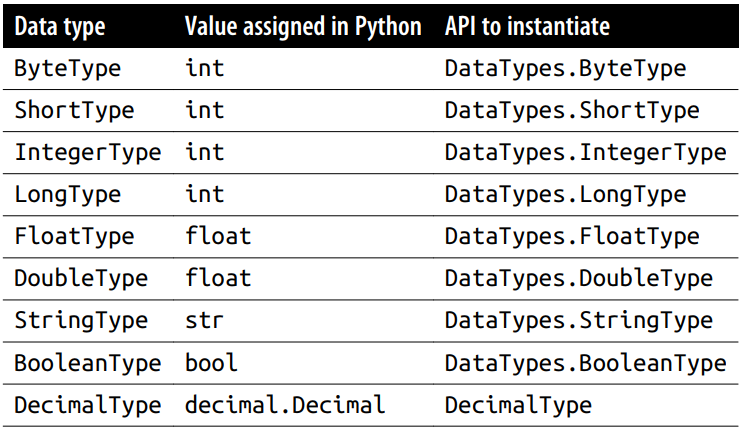 Data type Value assigned in Python API to instantiate
ByteType int DataTypes.ByteType
ShortType int DataTypes.ShortType
IntegerType int DataTypes.IntegerType
LongType int DataTypes.LongType
FloatType float DataTypes.FloatType
DoubleType float DataTypes.DoubleType
StringType str DataTypes.StringType
BooleanType bool DataTypes.BooleanType
DecimalType decimal.Decimal DecimalType